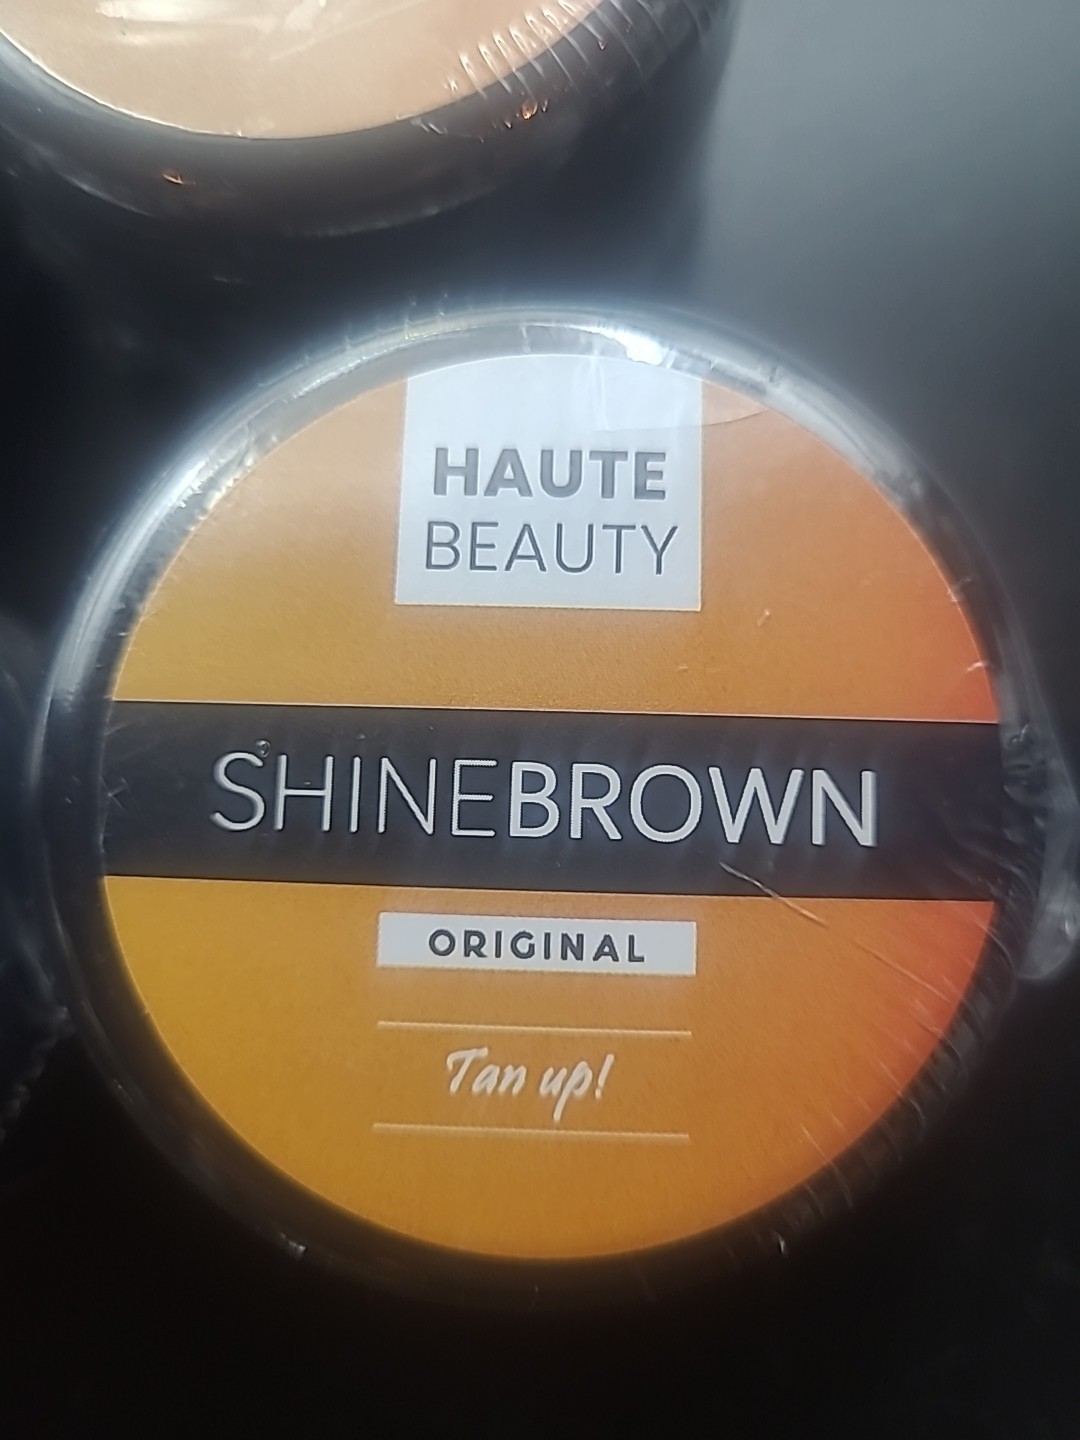 HAUTE
BEAUTY
SHINEBROWN
ORIGINAL
Tan up!